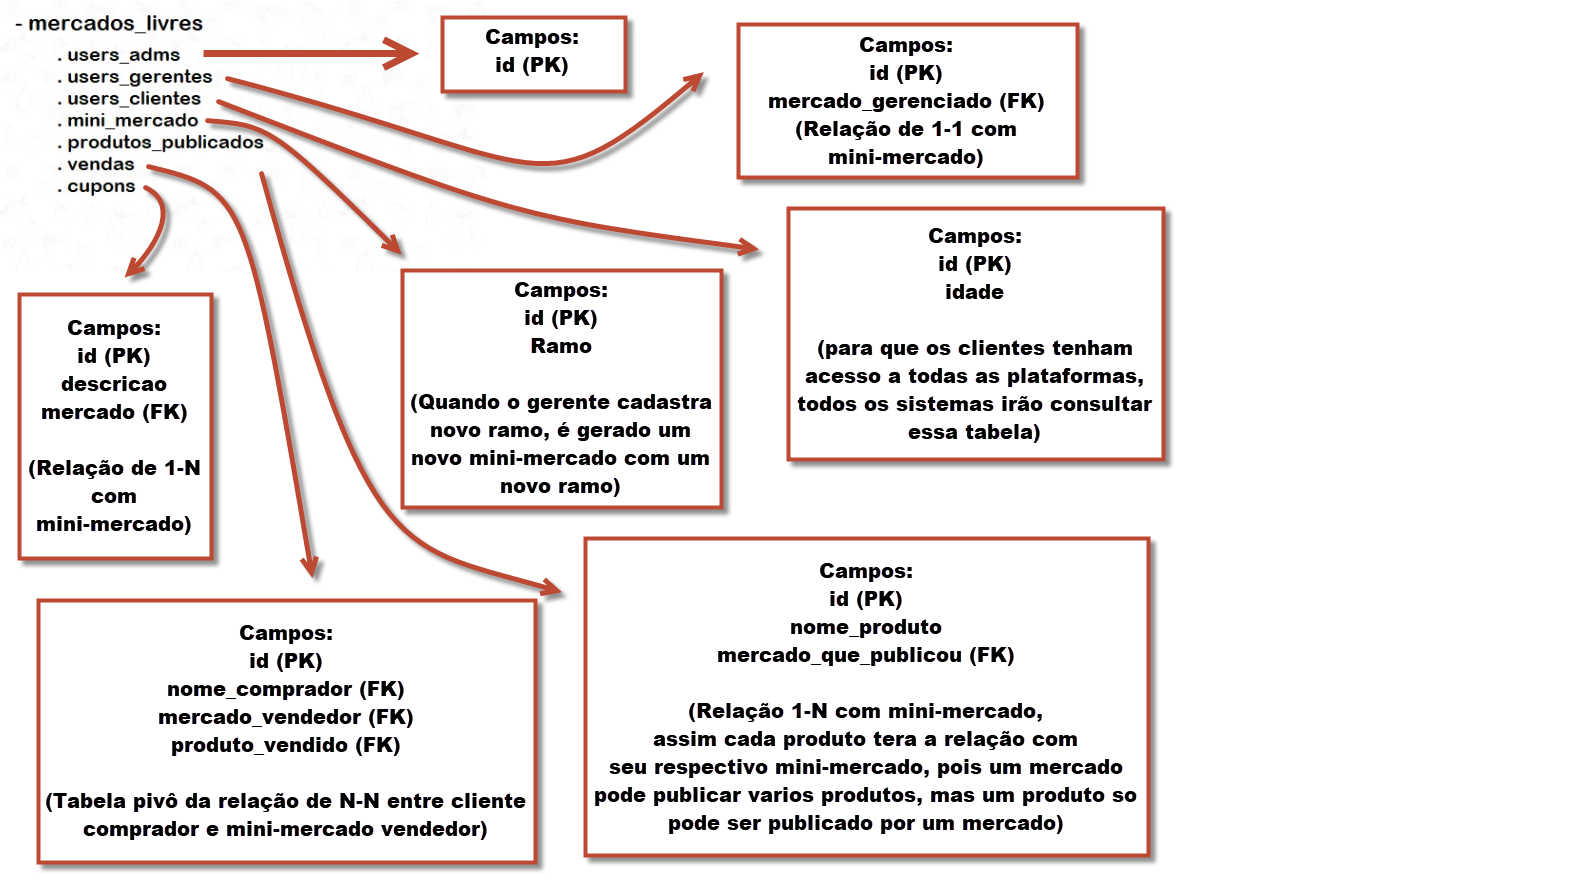 - mercados_livres
. users_adms
. users_gerentes
. users_clientes
. mini_mercado
. produtos_publicados
. vendas
. cupons
Campos:
id (PK)
Campos:
id (PK)
mercado_gerenciado (FK)
(Relação de 1-1 com
mini-mercado)
Campos:
id (PK)
idade
(para que os clientes tenham
acesso a todas as plataformas,
todos os sistemas irão consultar
essa tabela)
Campos:
id (PK)
Ramo
(Quando o gerente cadastra
novo ramo, é gerado um
novo mini-mercado com um
novo ramo)
Campos:
id (PK)
descricao
mercado (FK)
(Relação de 1-N
com
mini-mercado)
Campos:
id (PK)
nome_comprador (FK)
mercado_vendedor (FK)
produto_vendido (FK)
(Tabela pivô da relação de N-N entre cliente
comprador e mini-mercado vendedor)
Campos:
id (PK)
nome_produto
mercado_que_publicou (FK)
(Relação 1-N com mini-mercado,
assim cada produto tera a relação com
seu respectivo mini-mercado, pois um mercado
pode publicar varios produtos, mas um produto so
pode ser publicado por um mercado)